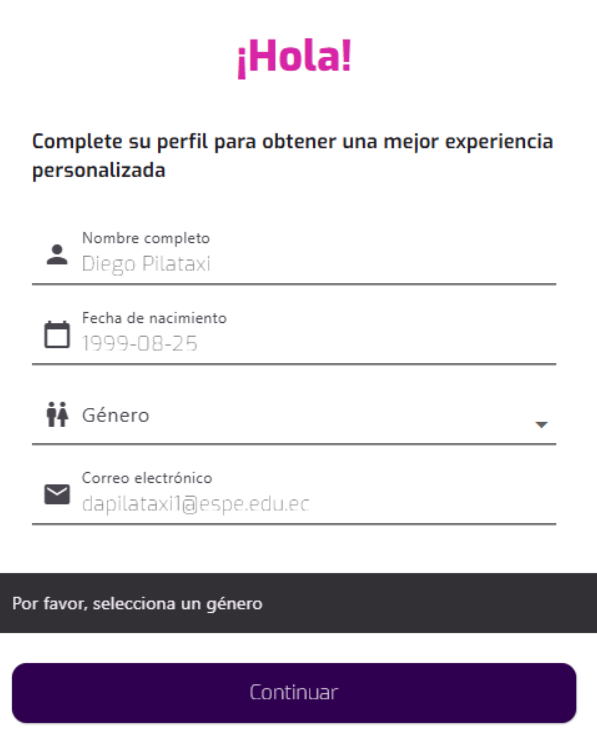 ¡Hola!
Complete su perfil para obtener una mejor experiencia
personalizada
Nombre completo
Diego Pilataxi
Fecha de nacimiento
1999-08-25
Género
Correo electrónico
dapilataxi1@espe.edu.ec
Por favor, selecciona un género
Continuar